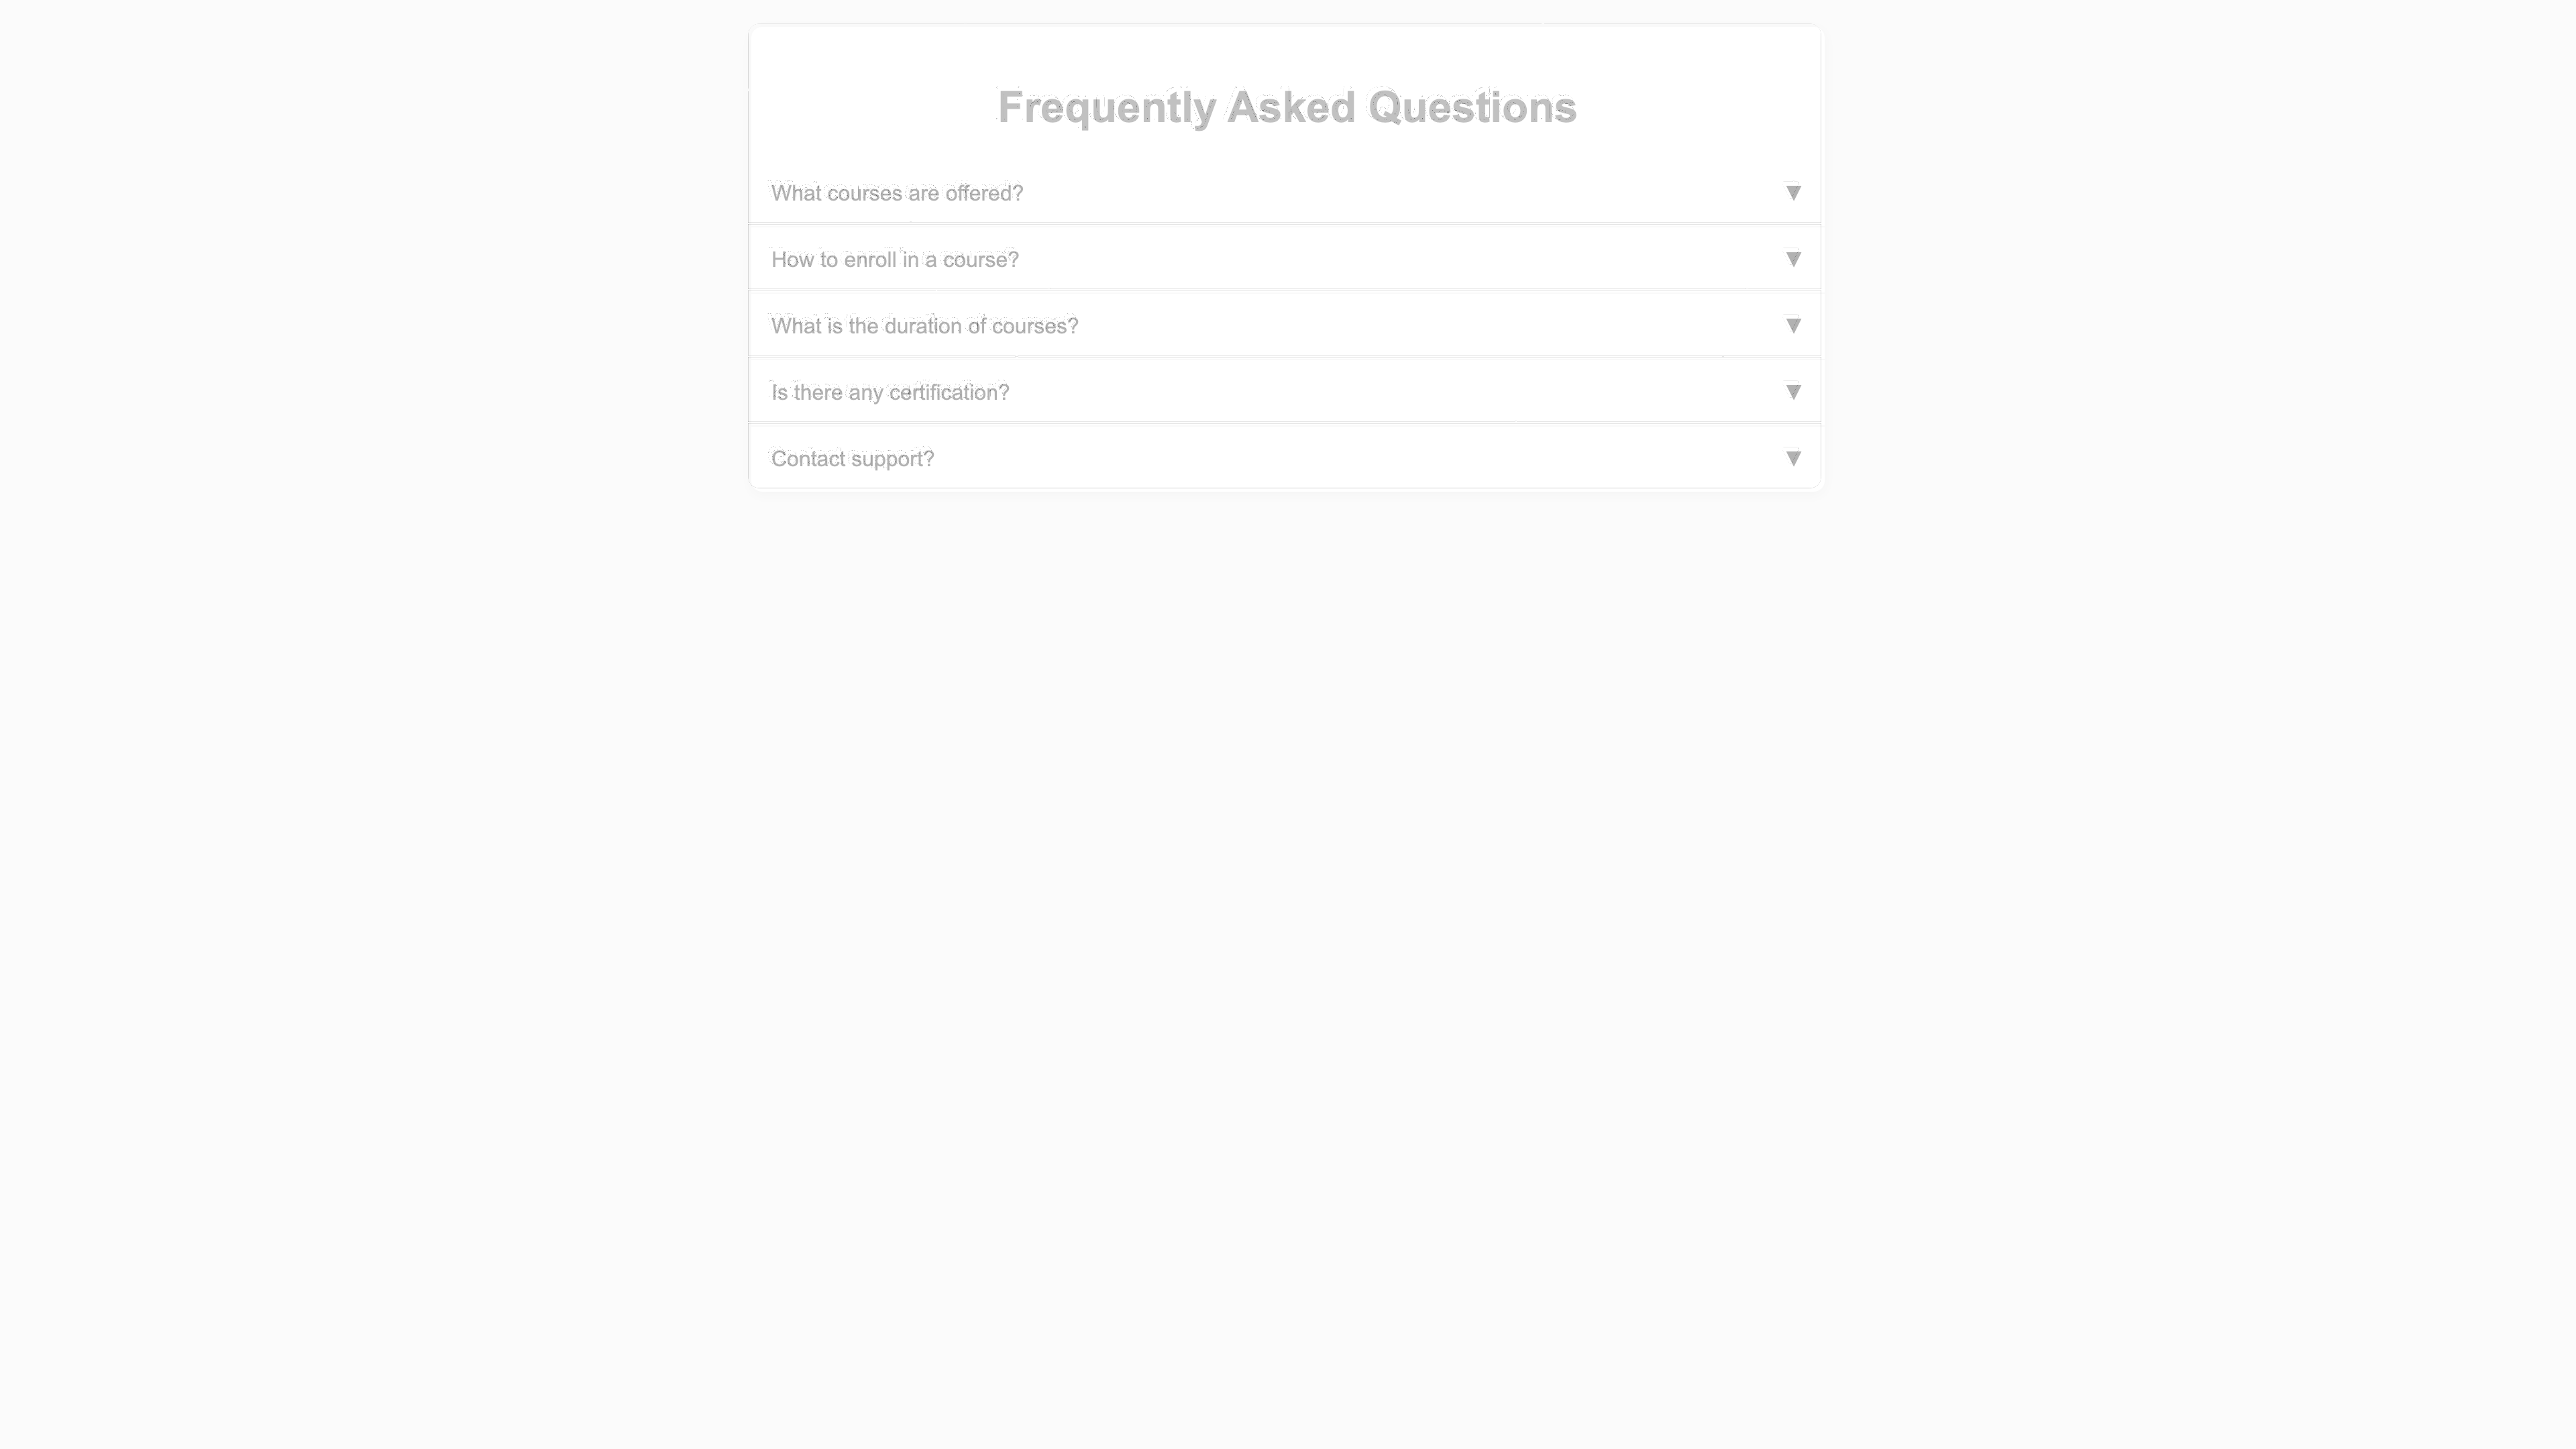 Frequently Asked Questions
What courses are offered? ▼
How to enroll in a course? ▼
What is the duration of courses? ▼
Is there any certification? ▼
Contact support? ▼